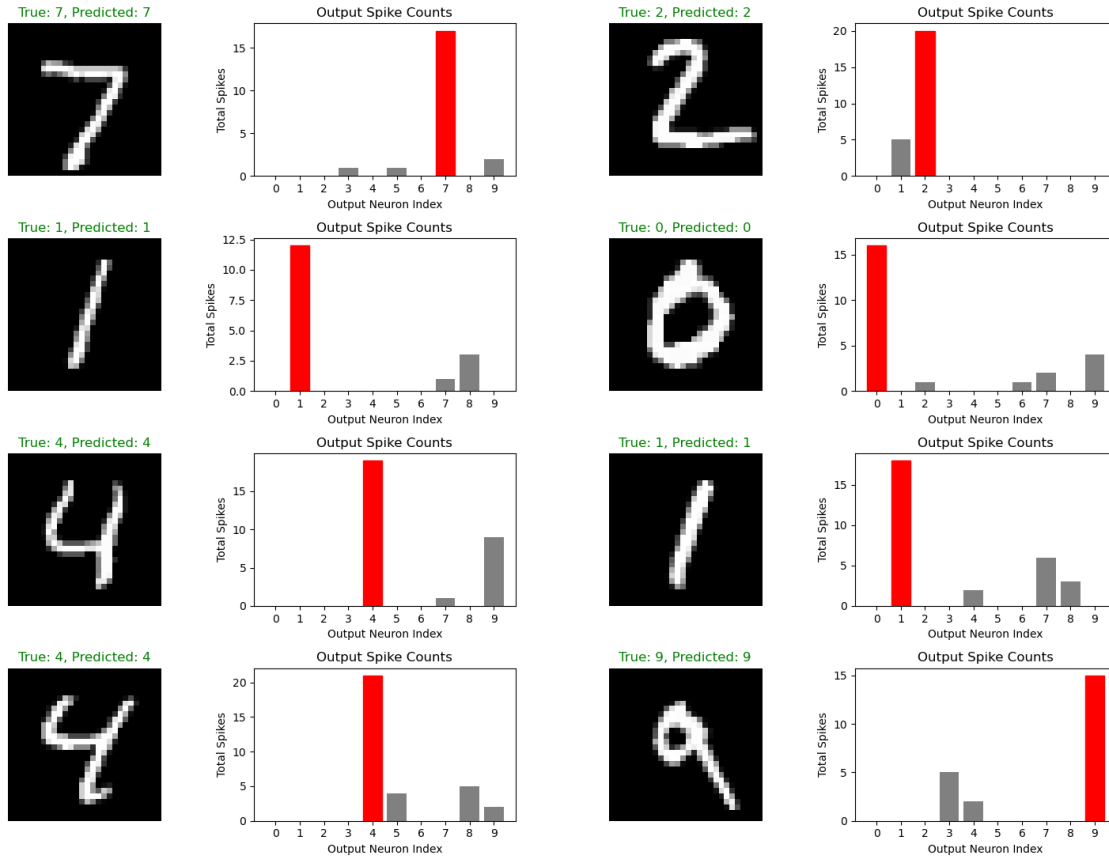 True: 7, Predicted: 7
Output Spike Counts
15
10
5
0
Total Spikes
0 1 2 3 4 5 6 7 8 9
Output Neuron Index
7
True: 2, Predicted: 2
Output Spike Counts
20
15
10
5
0
Total Spikes
0 1 2 3 4 5 6 7 8 9
Output Neuron Index
2
True: 1, Predicted: 1
Output Spike Counts
12.5
10.0
7.5
5.0
2.5
0.0
Total Spikes
0 1 2 3 4 5 6 7 8 9
Output Neuron Index
1
True: 0, Predicted: 0
Output Spike Counts
15
10
5
0
Total Spikes
0 1 2 3 4 5 6 7 8 9
Output Neuron Index
0
True: 4, Predicted: 4
Output Spike Counts
15
10
5
0
Total Spikes
0 1 2 3 4 5 6 7 8 9
Output Neuron Index
4
True: 1, Predicted: 1
Output Spike Counts
15
10
5
0
Total Spikes
0 1 2 3 4 5 6 7 8 9
Output Neuron Index
1
True: 4, Predicted: 4
Output Spike Counts
20
15
10
5
0
Total Spikes
0 1 2 3 4 5 6 7 8 9
Output Neuron Index
4
True: 9, Predicted: 9
Output Spike Counts
15
10
5
0
Total Spikes
0 1 2 3 4 5 6 7 8 9
Output Neuron Index
9